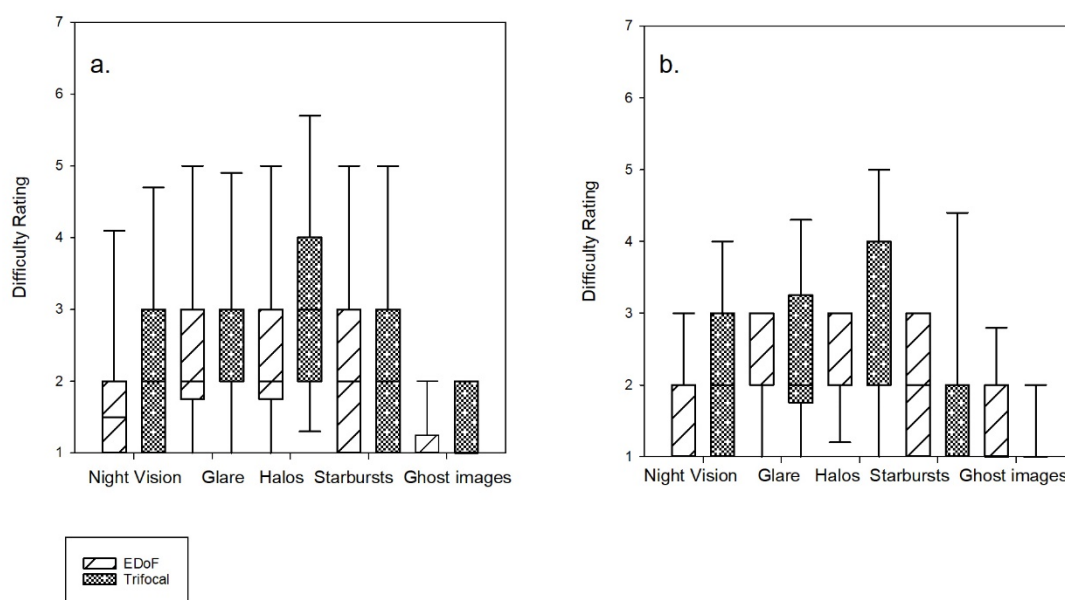 a.
Difficulty Rating
7
6
5
4
3
2
1
Night Vision Glare Halos Starbursts Ghost images
b.
Difficulty Rating
7
6
5
4
3
2
1
Night Vision Glare Halos Starbursts Ghost images
EDoF
Trifocal